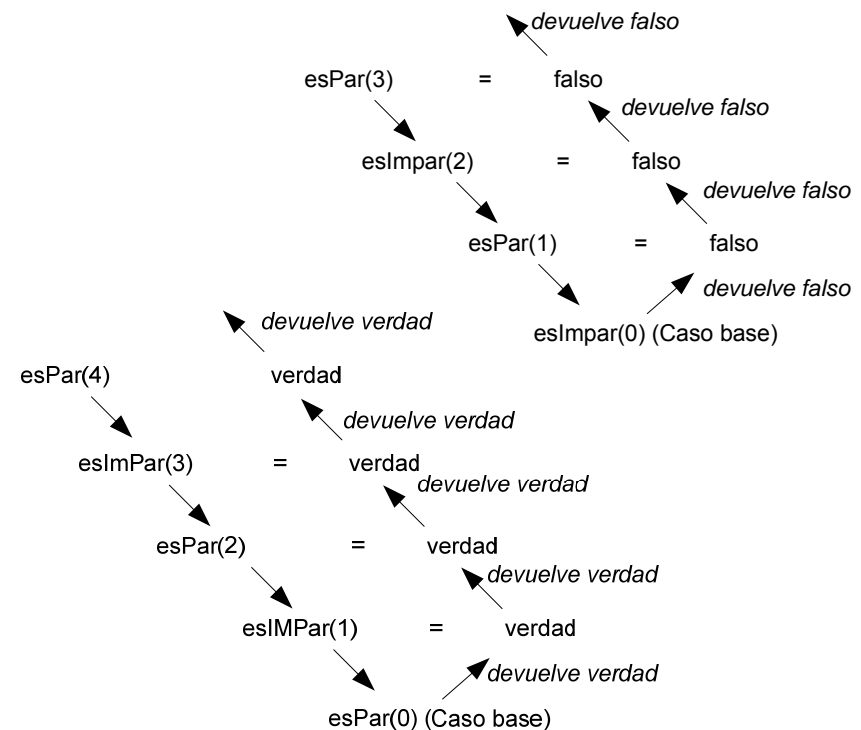 devuelve falso
esPar(3) = falso
devuelve falso
esImpar(2) = falso
devuelve falso
esPar(1) = falso
devuelve falso
esImpar(0) (Caso base)
devuelve verdad
esPar(4) verdad
devuelve verdad
esImPar(3) = verdad
devuelve verdad
esPar(2) = verdad
devuelve verdad
esIMPar(1) = verdad
devuelve verdad
esPar(0) (Caso base)